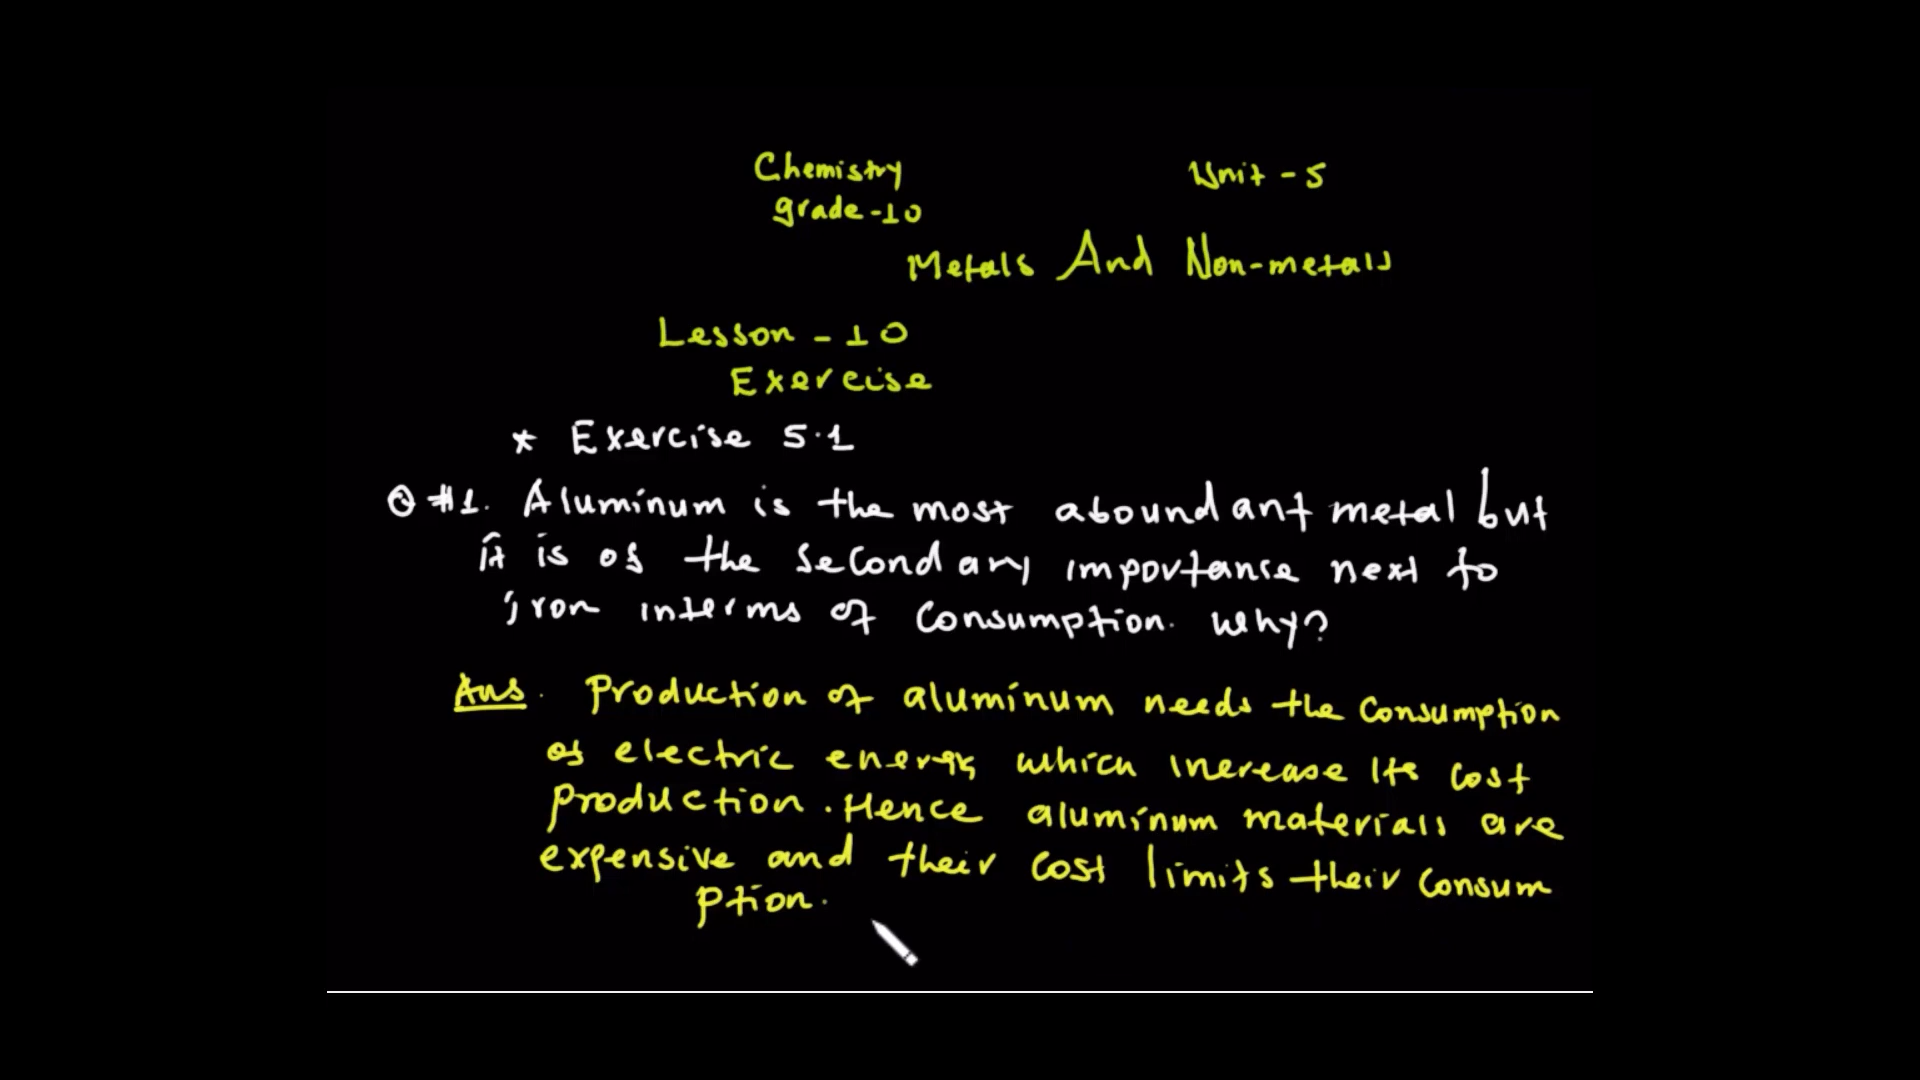 Chemistry Unit - 5
grade-10
Metals And Non-metals
Lesson - 10
Exercise
* Exercise 5.1
Q #1. Aluminum is the most aboundant metal but
it is of the secondary importance next to
iron interms of consumption. Why?
Ans. Production of aluminum needs the consumption
of electric energy which increase its cost
production. Hence aluminum materials are
expensive and their cost limits their consum
ption.